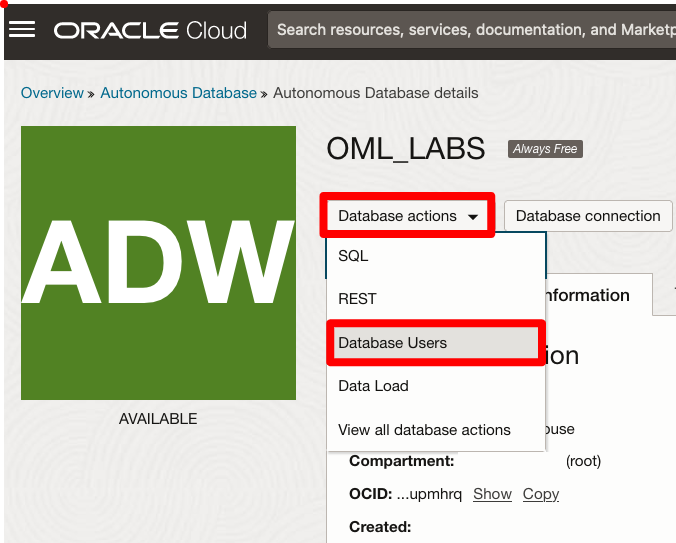 ORACLE Cloud
Search resources, services, documentation, and Marketp
Overview » Autonomous Database » Autonomous Database details
ADW
AVAILABLE
OML_LABS
Always Free
Database actions
Database connection
SQL
REST
Database Users
Data Load
View all database actions
nformation
ion
ouse
Compartment: (root)
OCID: ...upmhrq Show Copy
Created: